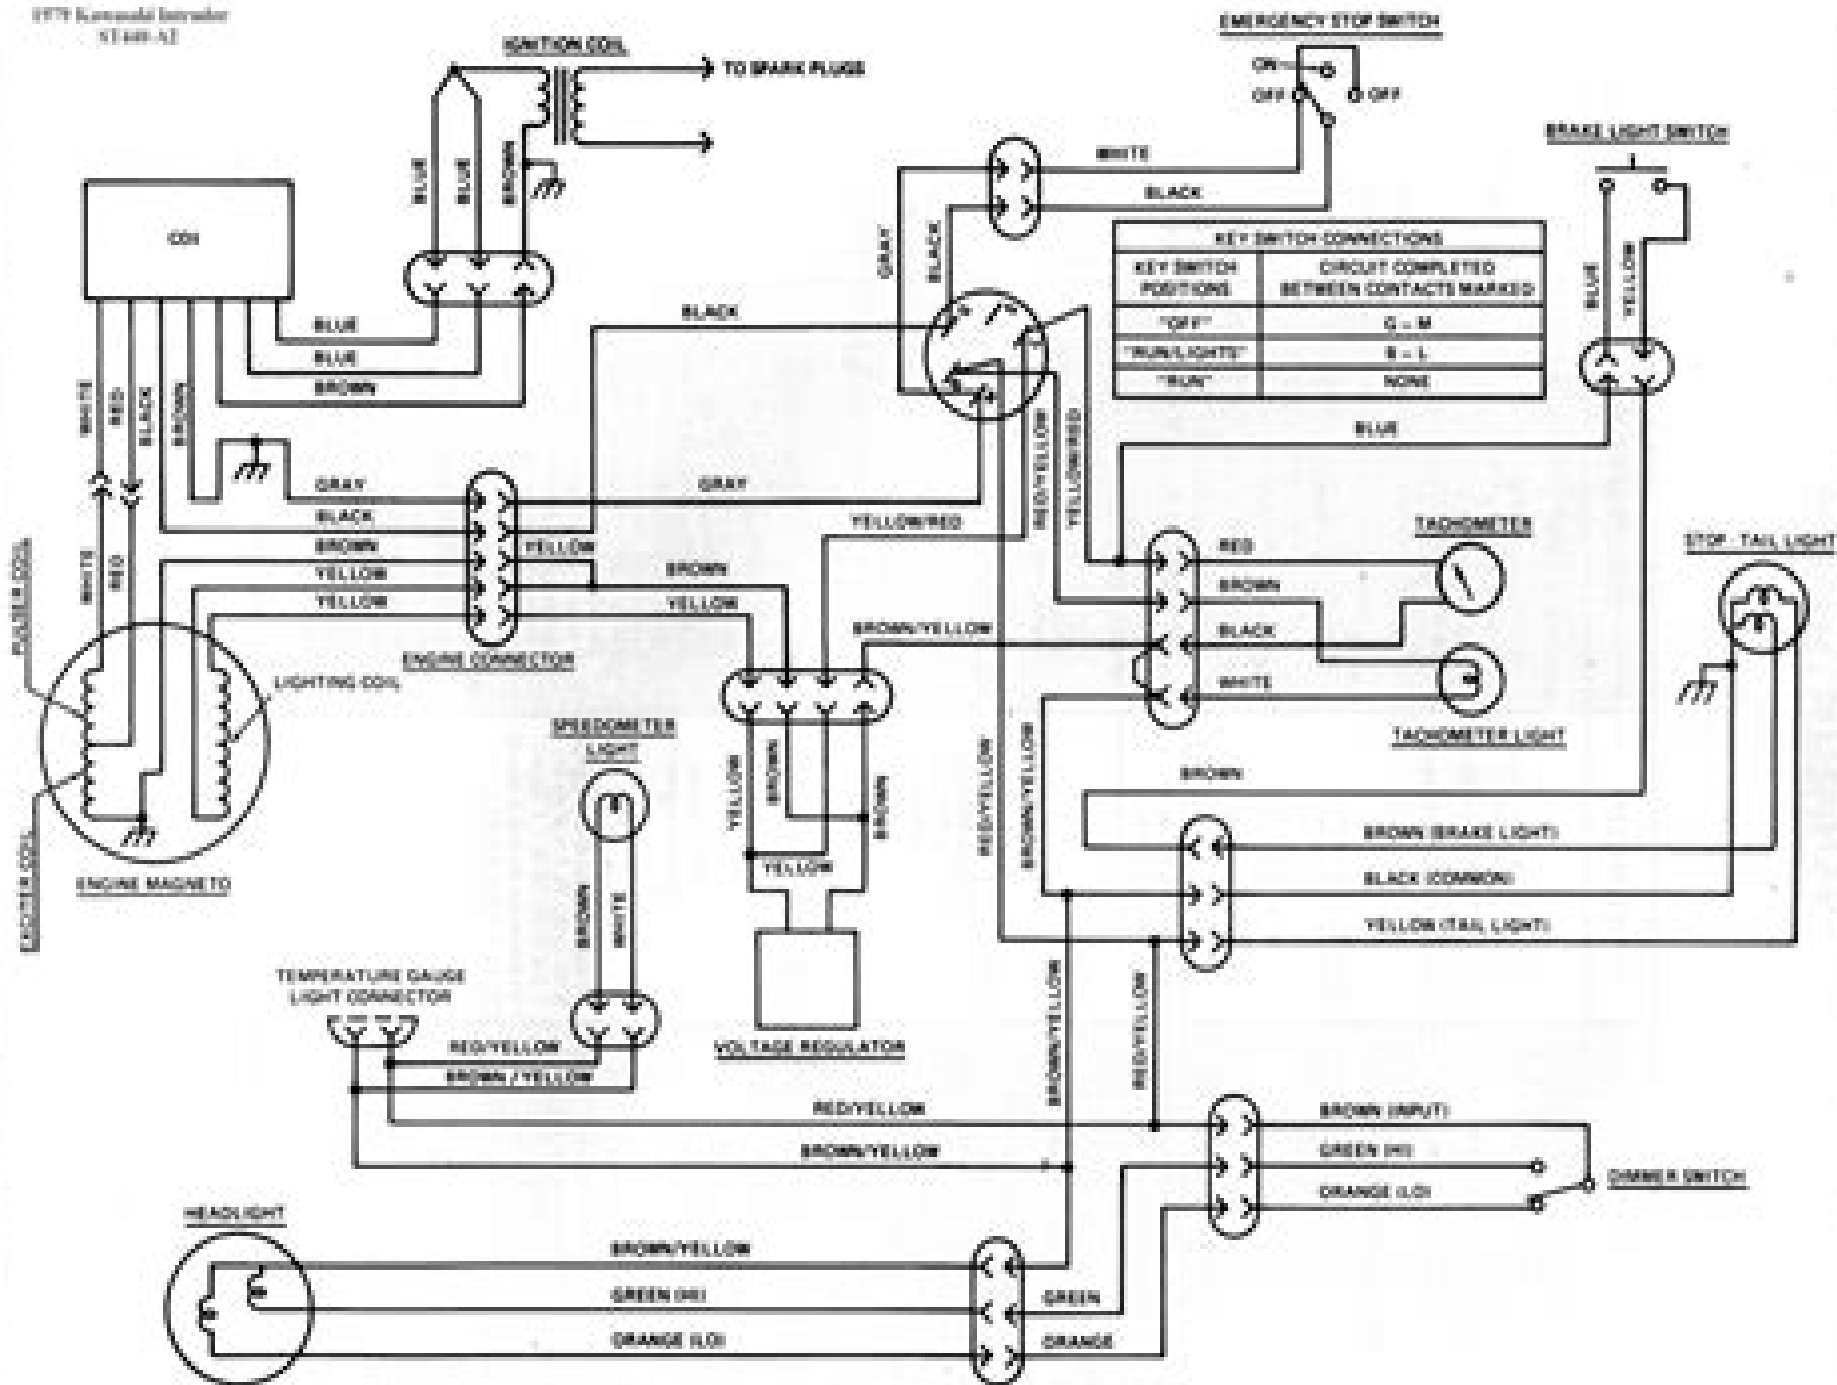 1979 Kawasaki Intruder
IGNITION COIL
TO SPARK PLUGS
EMERGENCY STOP SWITCH
ON
OFF
OFF
BRAKE LIGHT SWITCH
WHITE
BLACK
BLUE
BLUE
BROWN
CDI
GRAY
BLACK
KEY SWITCH CONNECTIONS
KEY SWITCH POSITIONS
CIRCUIT COMPLETED BETWEEN CONTACTS MARKED
"OFF"
G - M
"RUN/LIGHTS"
B - L
"RUN"
NONE
BLUE
YELLOW
BLACK
BLUE
BLUE
BROWN
WHITE
RED
BLACK
BROWN
BLUE
RED/YELLOW
YELLOW/RED
GRAY
GRAY
BLACK
YELLOW/RED
BROWN
YELLOW
BROWN
YELLOW
YELLOW
YELLOW
WHITE
RED
PULSER COIL
ENGINE CONNECTOR
LIGHTING COIL
BROWN/YELLOW
RED
BROWN
BLACK
WHITE
TACHOMETER
TACHOMETER LIGHT
STOP - TAIL LIGHT
SPEEDOMETER
LIGHT
YELLOW
BROWN
BROWN
YELLOW
RED/YELLOW
BROWN/YELLOW
BROWN
BROWN (BRAKE LIGHT)
BLACK (COMMON)
YELLOW (TAIL LIGHT)
EXCITER COIL
ENGINE MAGNETO
BROWN
WHITE
TEMPERATURE GAUGE
LIGHT CONNECTOR
VOLTAGE REGULATOR
RED/YELLOW
BROWN / YELLOW
BROWN/YELLOW
RED/YELLOW
RED/YELLOW
BROWN/YELLOW
BROWN (INPUT)
GREEN (HI)
ORANGE (LO)
DIMMER SWITCH
HEADLIGHT
BROWN/YELLOW
GREEN (HI)
ORANGE (LO)
GREEN
ORANGE